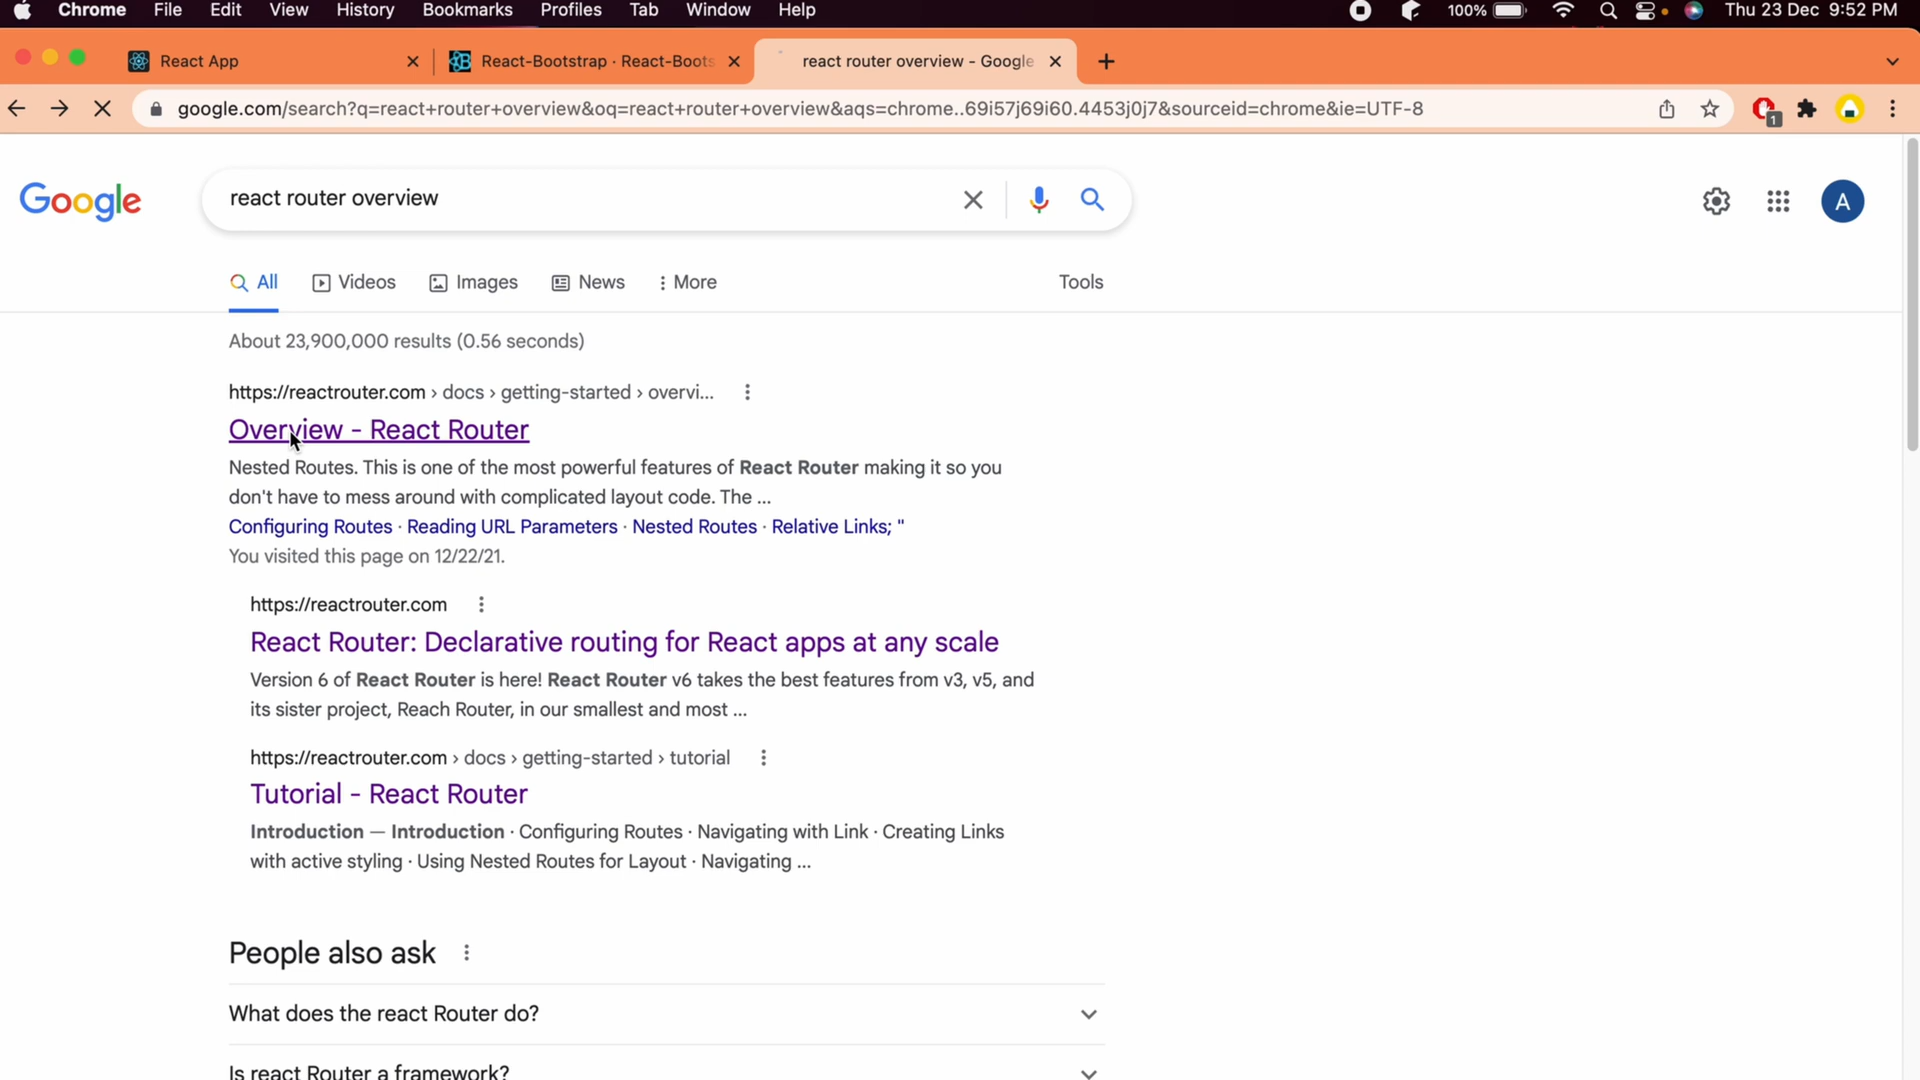 Chrome File Edit View History Bookmarks Profiles Tab Window Help 100% Thu 23 Dec 9:52 PM
React App React-Bootstrap · React-Boots react router overview - Google
google.com/search?q=react+router+overview&oq=react+router+overview&aqs=chrome..69i57j69i60.4453j0j7&sourceid=chrome&ie=UTF-8 1
Google react router overview A
All Videos Images News More Tools
About 23,900,000 results (0.56 seconds)
https://reactrouter.com › docs › getting-started › overvi...
Overview - React Router
Nested Routes. This is one of the most powerful features of React Router making it so you
don't have to mess around with complicated layout code. The ...
Configuring Routes · Reading URL Parameters · Nested Routes · Relative Links; "
You visited this page on 12/22/21.
https://reactrouter.com
React Router: Declarative routing for React apps at any scale
Version 6 of React Router is here! React Router v6 takes the best features from v3, v5, and
its sister project, Reach Router, in our smallest and most ...
https://reactrouter.com › docs › getting-started › tutorial
Tutorial - React Router
Introduction — Introduction · Configuring Routes · Navigating with Link · Creating Links
with active styling · Using Nested Routes for Layout · Navigating ...
People also ask
What does the react Router do?
Is react Router a framework?